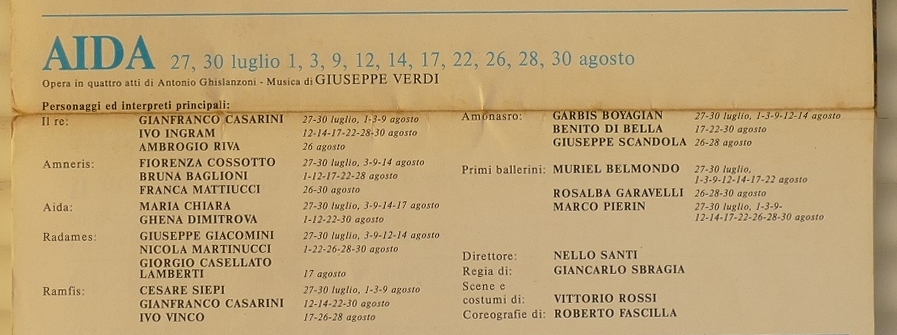 AIDA 27, 30 luglio 1, 3, 9, 12, 14, 17, 22, 26, 28, 30 agosto
Opera in quattro atti di Antonio Ghislanzoni - Musica di GIUSEPPE VERDI
Personaggi ed interpreti principali:
Il re: GIANFRANCO CASARINI 27-30 luglio, 1-3-9 agosto
IVO INGRAM 12-14-17-22-28-30 agosto
AMBROGIO RIVA 26 agosto
Amneris: FIORENZA COSSOTTO 27-30 luglio, 3-9-14 agosto
BRUNA BAGLIONI 1-12-17-22-28 agosto
FRANCA MATTIUCCI 26-30 agosto
Aida: MARIA CHIARA 27-30 luglio, 3-9-14-17 agosto
GHENA DIMITROVA 1-12-22-30 agosto
Radames: GIUSEPPE GIACOMINI 27-30 luglio, 3-9-12-14 agosto
NICOLA MARTINUCCI 1-22-26-28-30 agosto
GIORGIO CASELLATO
LAMBERTI 17 agosto
Ramfis: CESARE SIEPI 27-30 luglio, 1-3-9 agosto
GIANFRANCO CASARINI 12-14-22-30 agosto
IVO VINCO 17-26-28 agosto
Amonasro: GARBIS BOYAGIAN 27-30 luglio, 1-3-9-12-14 agosto
BENITO DI BELLA 17-22-30 agosto
GIUSEPPE SCANDOLA 26-28 agosto
Primi ballerini: MURIEL BELMONDO 27-30 luglio,
1-3-9-12-14-17-22 agosto
ROSALBA GARAVELLI 26-28-30 agosto
MARCO PIERIN 27-30 luglio, 1-3-9-
12-14-17-22-26-28-30 agosto
Direttore: NELLO SANTI
Regia di: GIANCARLO SBRAGIA
Scene e
costumi di: VITTORIO ROSSI
Coreografie di: ROBERTO FASCILLA